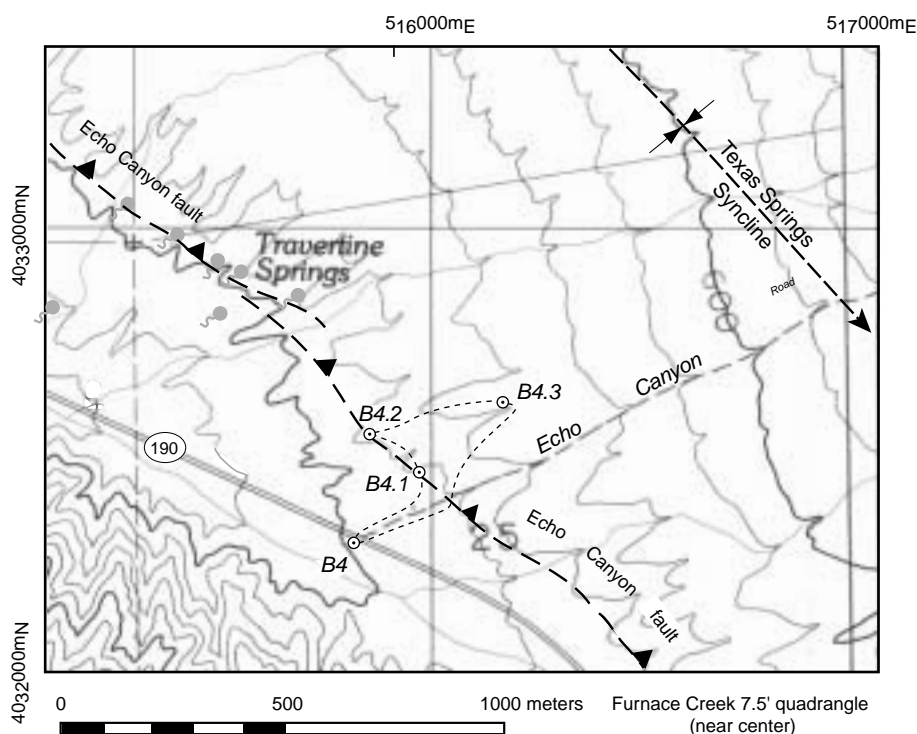 516000mE
517000mE
4033000mN
4032000mN
Echo Canyon fault
Travertine
Springs
Texas Springs
Syncline
Road
Echo Canyon
B4.3
B4.2
B4.1
B4
190
25
Echo Canyon fault
0 500 1000 meters
Furnace Creek 7.5' quadrangle
(near center)